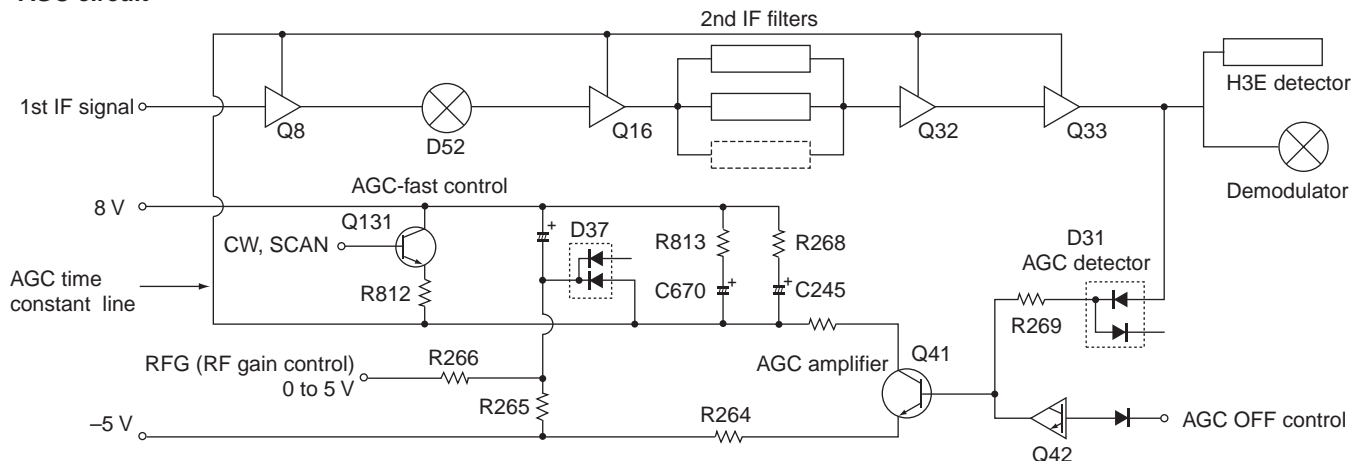 2nd IF filters
H3E detector
1st IF signal
Q8
D52
Q16
Q32
Q33
Demodulator
AGC-fast control
8 V
Q131
CW, SCAN
D37
+
R813
R268
D31
AGC detector
AGC time
constant line
R812
C670
+
+
C245
R269
RFG (RF gain control)
0 to 5 V
R266
AGC amplifier
Q41
R265
R264
–5 V
AGC OFF control
Q42